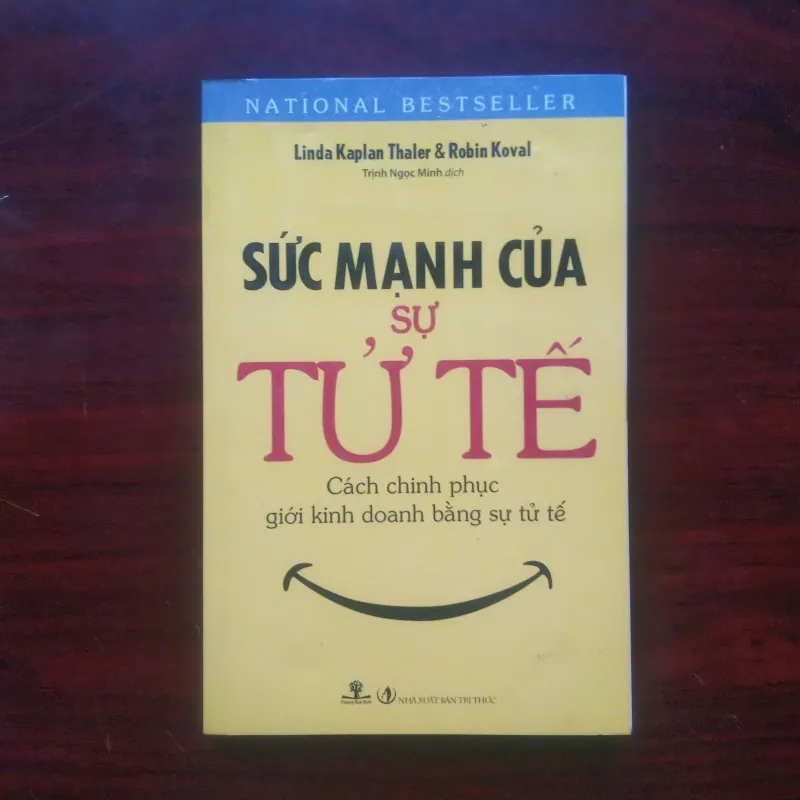 NATIONAL BESTSELLER
Linda Kaplan Thaler & Robin Koval
Trịnh Ngọc Minh dịch
SỨC MẠNH CỦA
SỰ
TỬ TẾ
Cách chinh phục
giới kinh doanh bằng sự tử tế
NHÀ XUẤT BẢN TRI THỨC